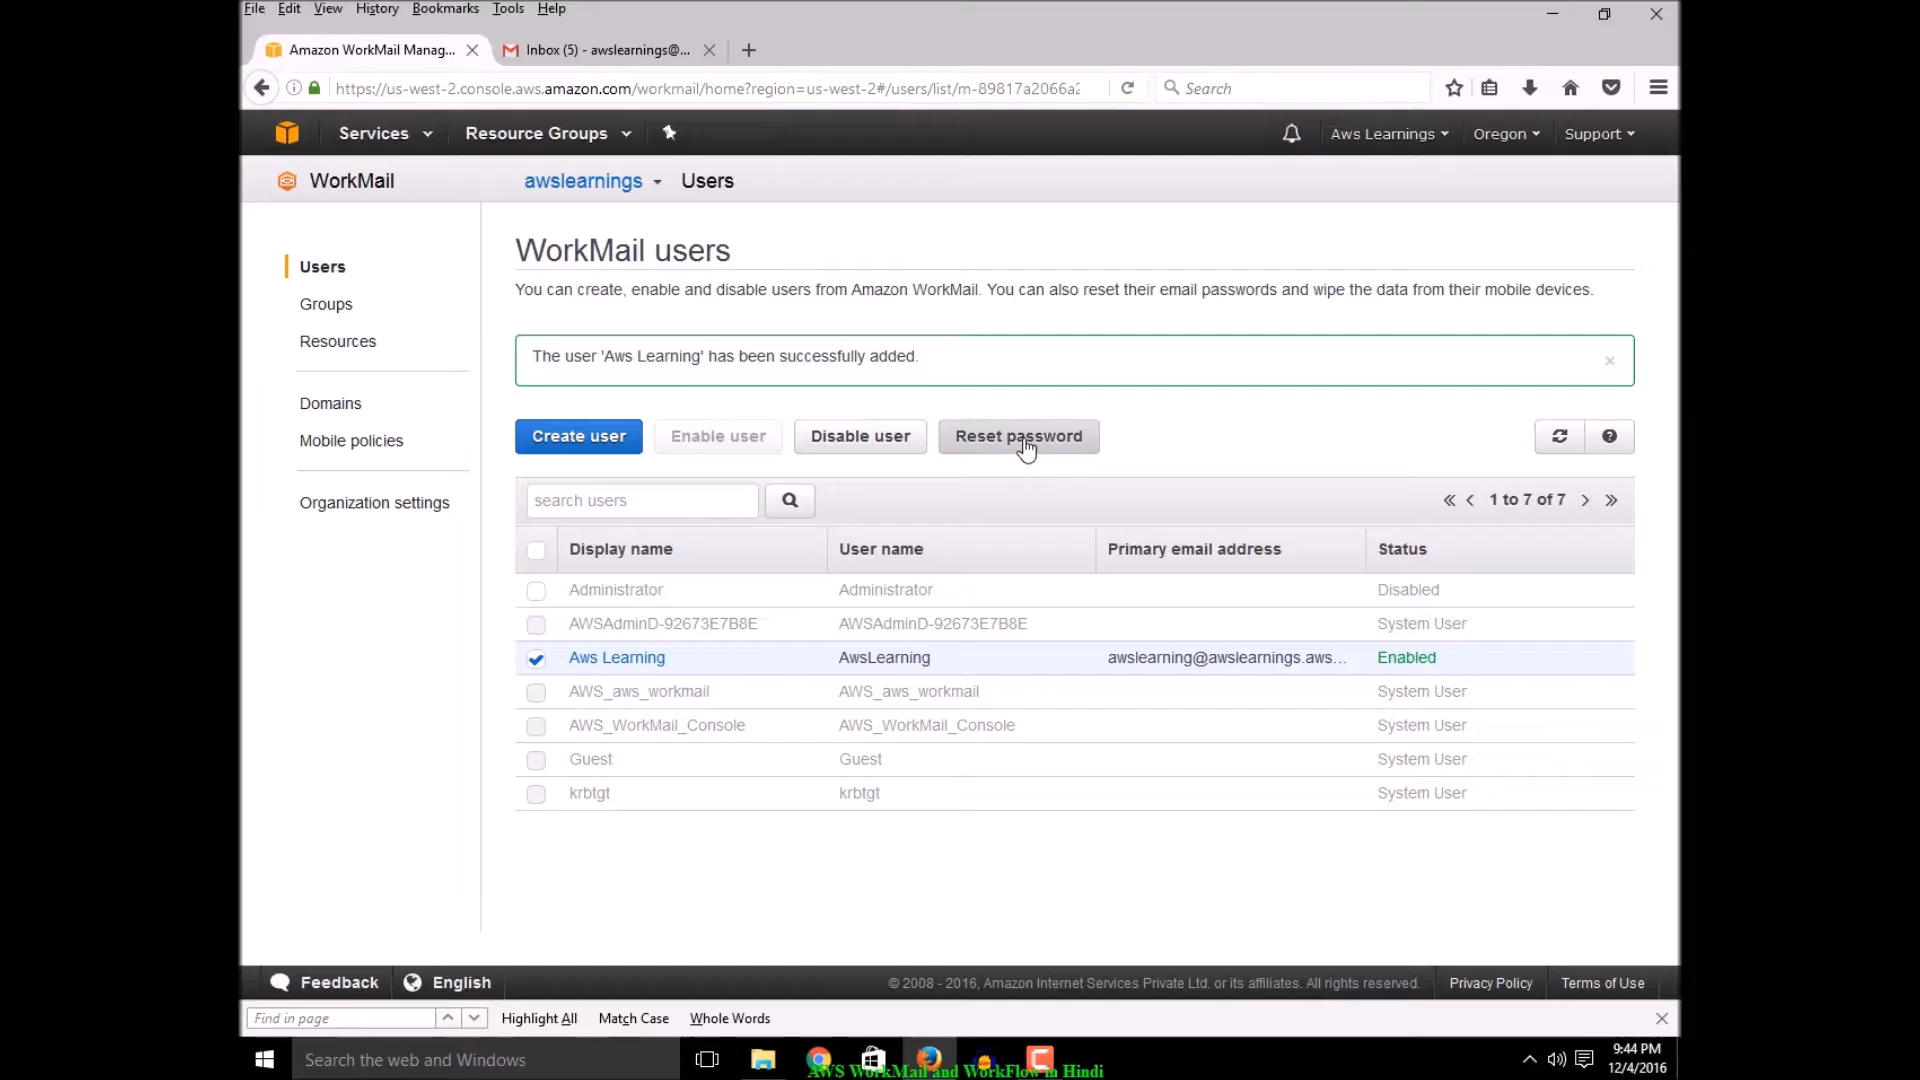 File Edit View History Bookmarks Tools Help
Amazon WorkMail Manag...
Inbox (5) - awslearnings@...
https://us-west-2.console.aws.amazon.com/workmail/home?region=us-west-2#/users/list/m-89817a2066a2
Search
Services
Resource Groups
Aws Learnings
Oregon
Support
WorkMail
awslearnings
Users
Users
Groups
Resources
Domains
Mobile policies
Organization settings
WorkMail users
You can create, enable and disable users from Amazon WorkMail. You can also reset their email passwords and wipe the data from their mobile devices.
The user 'Aws Learning' has been successfully added.
Create user
Enable user
Disable user
Reset password
search users
1 to 7 of 7
Display name User name Primary email address Status
Administrator Administrator Disabled
AWSAdminD-92673E7B8E AWSAdminD-92673E7B8E System User
Aws Learning AwsLearning awslearning@awslearnings.aws... Enabled
AWS_aws_workmail AWS_aws_workmail System User
AWS_WorkMail_Console AWS_WorkMail_Console System User
Guest Guest System User
krbtgt krbtgt System User
Feedback
English
© 2008 - 2016, Amazon Internet Services Private Ltd. or its affiliates. All rights reserved.
Privacy Policy
Terms of Use
Find in page
Highlight All
Match Case
Whole Words
Search the web and Windows
9:44 PM
12/4/2016
AWS WorkMail and WorkFlow in Hindi